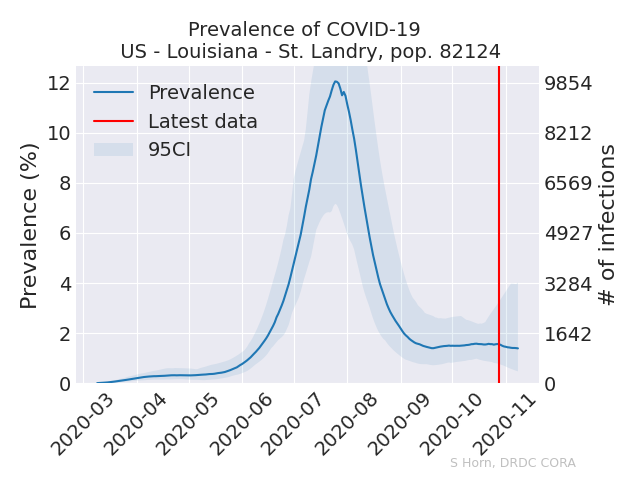 Prevalence of COVID-19
US - Louisiana - St. Landry, pop. 82124
Prevalence
Latest data
95CI
Prevalence (%)
12
10
8
6
4
2
0
9854
8212
6569
4927
3284
1642
0
# of infections
2020-03
2020-04
2020-05
2020-06
2020-07
2020-08
2020-09
2020-10
2020-11
S Horn, DRDC CORA